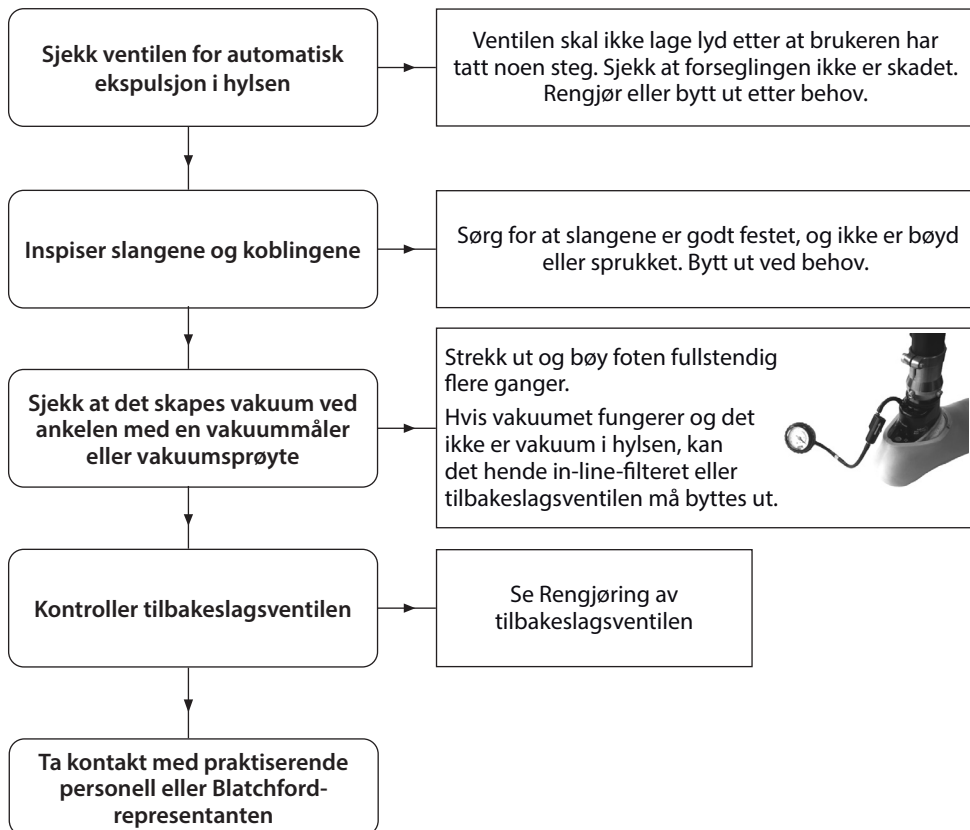 Sjekk ventilen for automatisk
ekspulsjon i hylsen
Ventilen skal ikke lage lyd etter at brukeren har
tatt noen steg. Sjekk at forseglingen ikke er skadet.
Rengjør eller bytt ut etter behov.
Inspiser slangene og koblingene
Sørg for at slangene er godt festet, og ikke er bøyd
eller sprukket. Bytt ut ved behov.
Sjekk at det skapes vakuum ved
ankelen med en vakuummåler
eller vakuumsprøyte
Strekk ut og bøy foten fullstendig
flere ganger.
Hvis vakuumet fungerer og det
ikke er vakuum i hylsen, kan
det hende in-line-filteret eller
tilbakeslagsventilen må byttes ut.
Kontroller tilbakeslagsventilen
Se Rengjøring av
tilbakeslagsventilen
Ta kontakt med praktiserende
personell eller Blatchford-
representanten